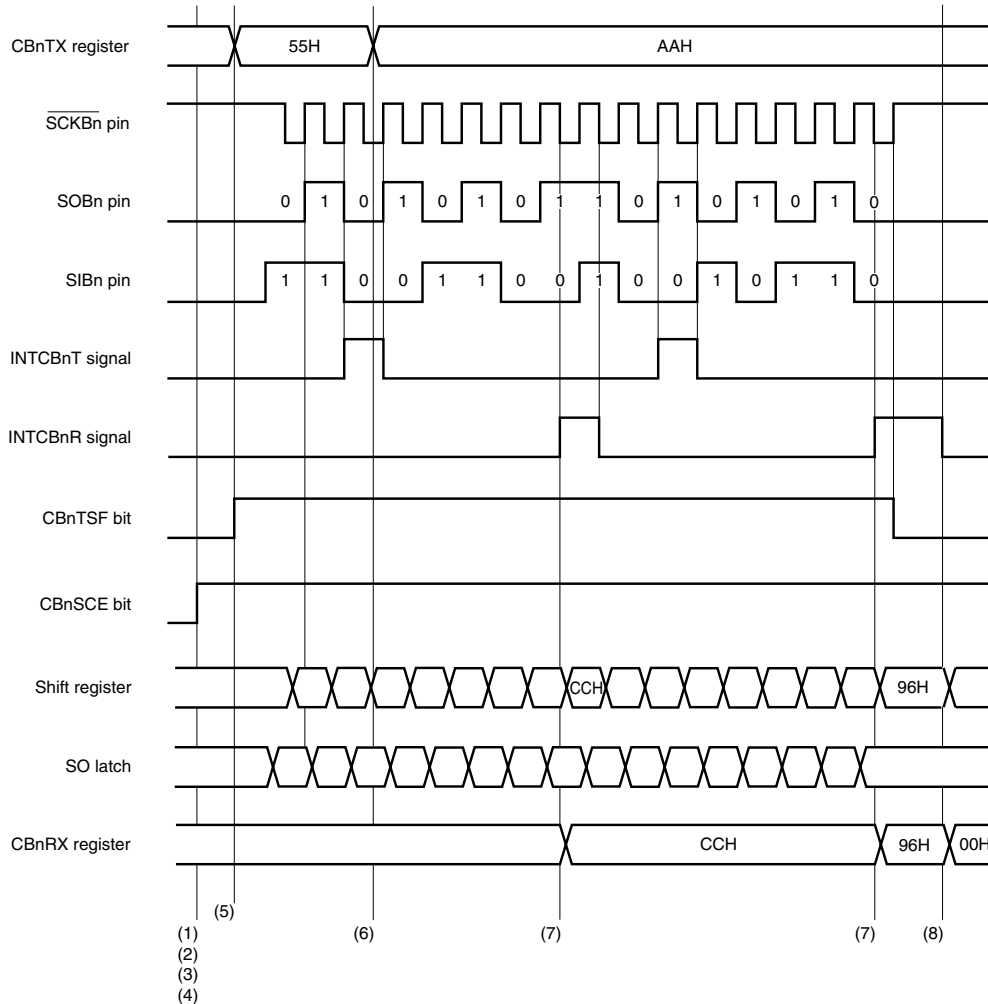 CBnTX register 55H AAH
SCKBn pin
SOBn pin 0 1 0 1 0 1 0 1 1 0 1 0 1 0 1 0
SIBn pin 1 1 0 0 1 1 0 0 1 0 0 1 0 1 1 0
INTCBnT signal
INTCBnR signal
CBnTSF bit
CBnSCE bit
Shift register CCH 96H
SO latch
CBnRX register CCH 96H 00H
(5)
(1) (6) (7) (7) (8)
(2)
(3)
(4)